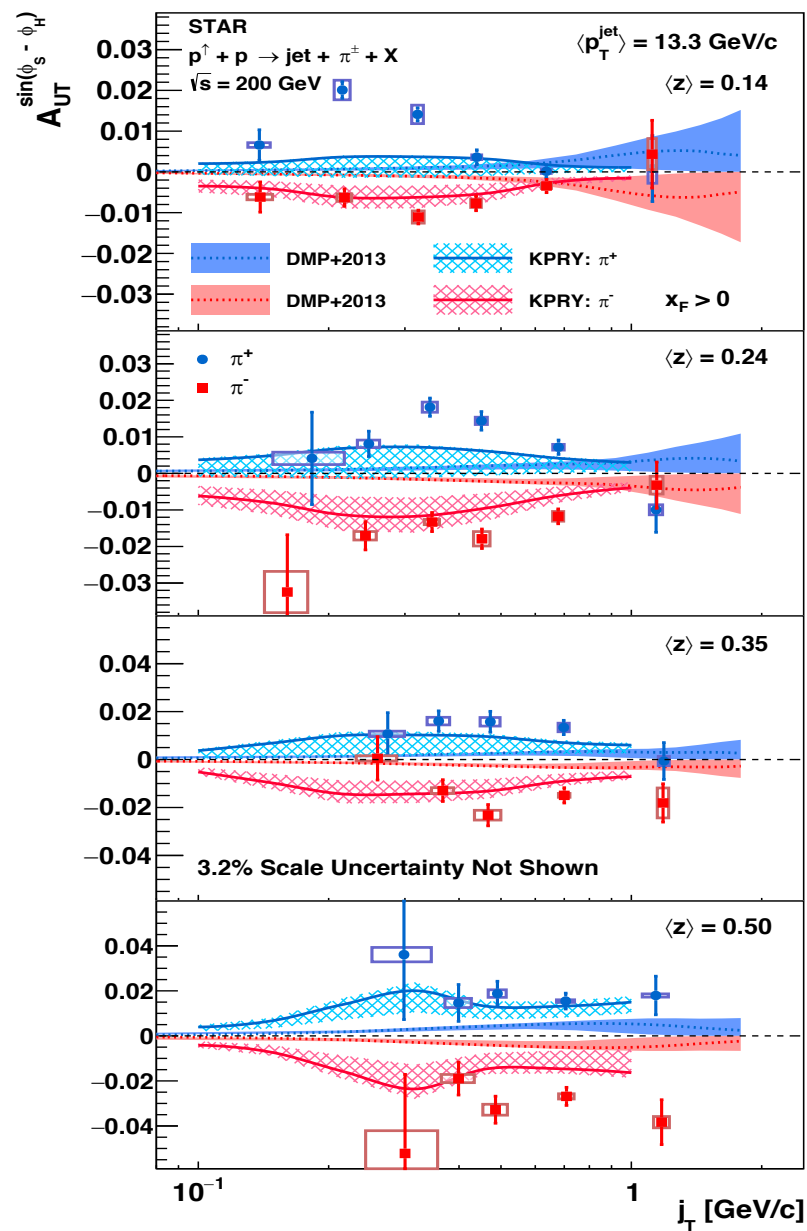 A_UT^{sin(ϕ_S - ϕ_H)}
STAR
p↑ + p → jet + π± + X
√s = 200 GeV
⟨p_T^jet⟩ = 13.3 GeV/c
⟨z⟩ = 0.14
0.03
0.02
0.01
0
−0.01
−0.02
−0.03
DMP+2013
KPRY: π+
DMP+2013
KPRY: π-
x_F > 0
π+
π-
⟨z⟩ = 0.24
0.03
0.02
0.01
0
−0.01
−0.02
−0.03
⟨z⟩ = 0.35
0.04
0.02
0
−0.02
−0.04
3.2% Scale Uncertainty Not Shown
⟨z⟩ = 0.50
0.04
0.02
0
−0.02
−0.04
10⁻¹
1
j_T [GeV/c]